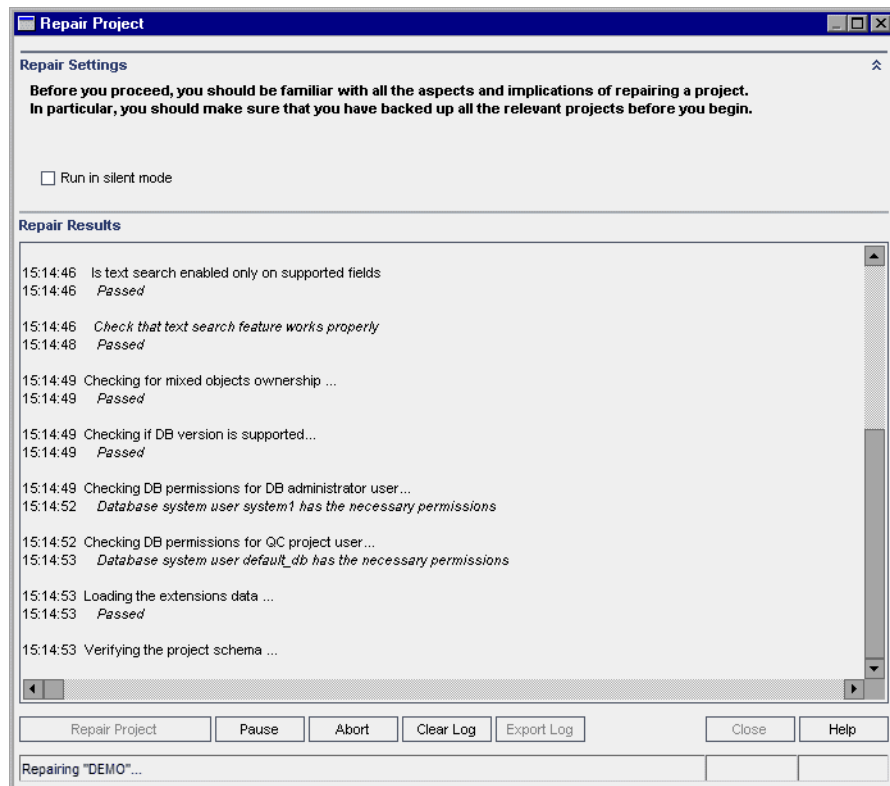 Repair Project
Repair Settings
Before you proceed, you should be familiar with all the aspects and implications of repairing a project.
In particular, you should make sure that you have backed up all the relevant projects before you begin.
Run in silent mode
Repair Results
15:14:46 Is text search enabled only on supported fields
15:14:46 Passed
15:14:46 Check that text search feature works properly
15:14:48 Passed
15:14:49 Checking for mixed objects ownership ...
15:14:49 Passed
15:14:49 Checking if DB version is supported...
15:14:49 Passed
15:14:49 Checking DB permissions for DB administrator user...
15:14:52 Database system user system1 has the necessary permissions
15:14:52 Checking DB permissions for QC project user...
15:14:53 Database system user default_db has the necessary permissions
15:14:53 Loading the extensions data ...
15:14:53 Passed
15:14:53 Verifying the project schema ...
Repair Project Pause Abort Clear Log Export Log Close Help
Repairing "DEMO"...